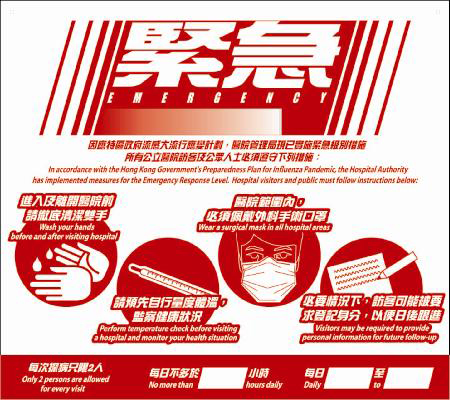 緊急
EMERGENCY
因應特區政府流感大流行應變計劃，醫院管理局現已實施緊急級別措施
所有公立醫院訪客及公眾人士必須遵守下列措施：
In accordance with the Hong Kong Government's Preparedness Plan for Influenza Pandemic, the Hospital Authority
has implemented measures for the Emergency Response Level. Hospital visitors and public must follow instructions below:
進入及離開醫院前
請徹底清潔雙手
Wash your hands
before and after visiting hospital
醫院範圍內，
必須佩戴外科手術口罩
Wear a surgical mask in all hospital areas
請預先自行量度體溫，
監察健康狀況
Perform temperature check before visiting
a hospital and monitor your health situation
必要情況下，訪客可能被要
求登記身分，以便日後跟進
Visitors may be required to provide
personal information for future follow-up
每次探病只限2人
Only 2 persons are allowed
for every visit
每日不多於 小時
No more than hours daily
每日 至
Daily to